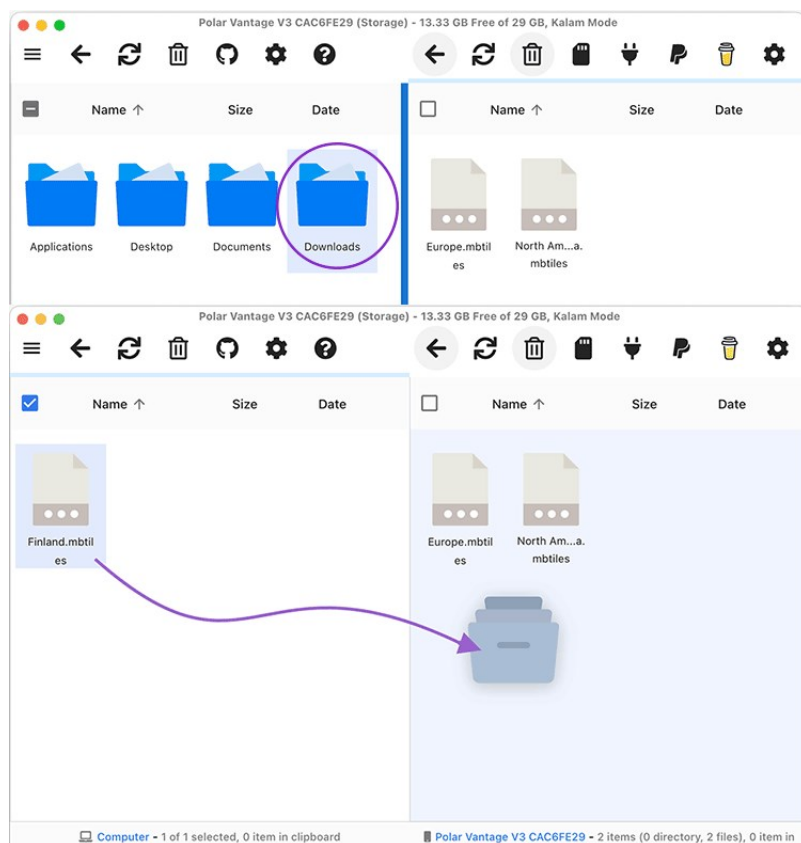 Polar Vantage V3 CAC6FE29 (Storage) - 13.33 GB Free of 29 GB, Kalam Mode
Name ↑ Size Date
Name ↑ Size Date
Applications
Desktop
Documents
Downloads
Europe.mbtil
es
North Am...a.
mbtiles
Polar Vantage V3 CAC6FE29 (Storage) - 13.33 GB Free of 29 GB, Kalam Mode
Name ↑ Size Date
Name ↑ Size Date
Finland.mbtil
es
Europe.mbtil
es
North Am...a.
mbtiles
Computer - 1 of 1 selected, 0 item in clipboard
Polar Vantage V3 CAC6FE29 - 2 items (0 directory, 2 files), 0 item in